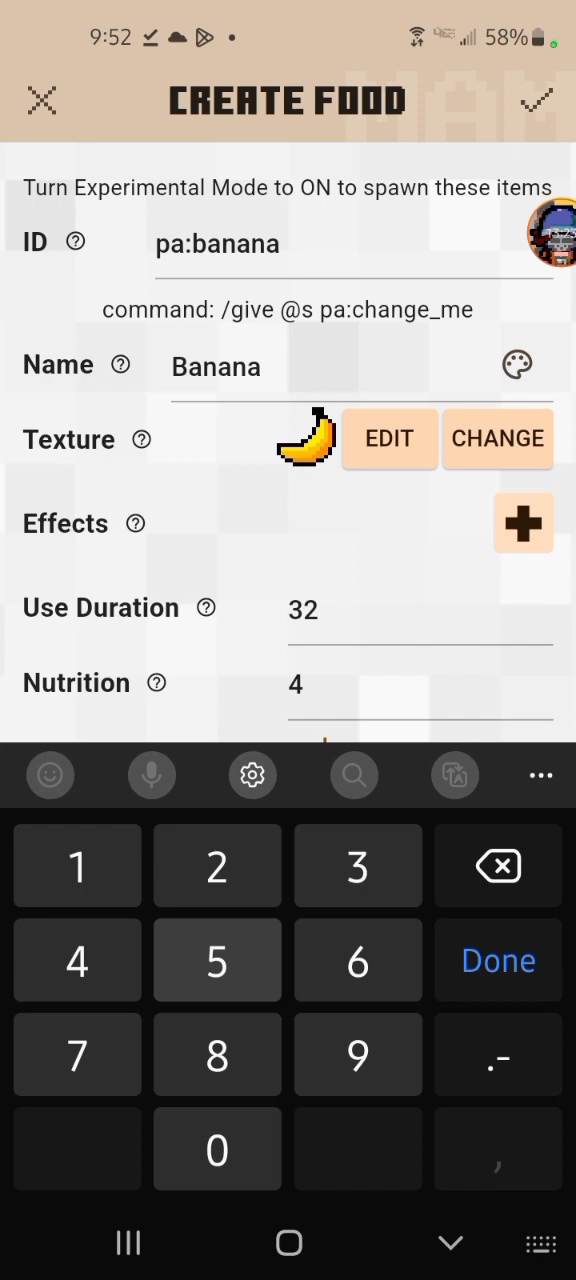 9:52 58%
CREATE FOOD
Turn Experimental Mode to ON to spawn these items
ID pa:banana
command: /give @s pa:change_me
Name Banana
Texture EDIT CHANGE
Effects
Use Duration 32
Nutrition 4
1 2 3
4 5 6 Done
7 8 9 .-
0 ,